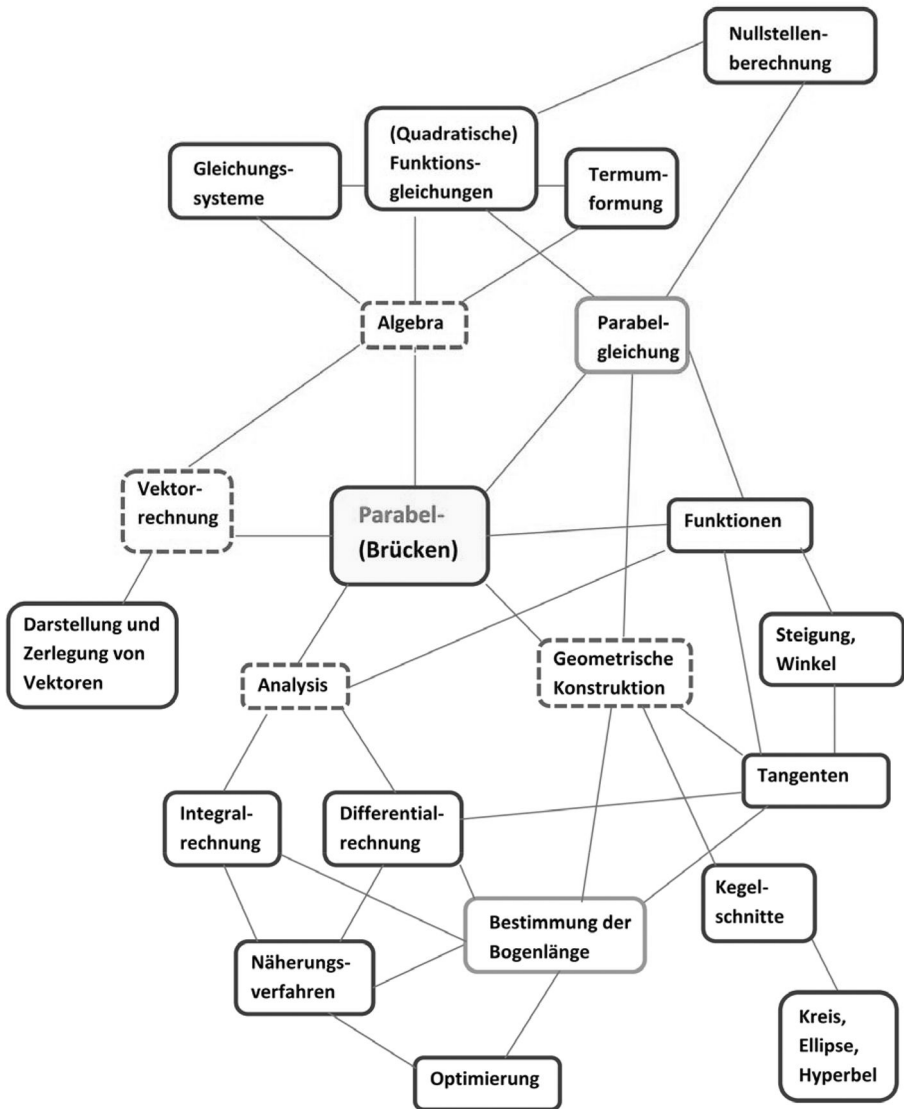 Nullstellen-
berechnung
(Quadratische)
Funktions-
gleichungen
Gleichungs-
systeme
Termum-
formung
Algebra
Parabel-
gleichung
Vektor-
rechnung
Parabel-
(Brücken)
Funktionen
Darstellung und
Zerlegung von
Vektoren
Steigung,
Winkel
Analysis
Geometrische
Konstruktion
Tangenten
Integral-
rechnung
Differential-
rechnung
Kegel-
schnitte
Bestimmung der
Bogenlänge
Näherungs-
verfahren
Kreis,
Ellipse,
Hyperbel
Optimierung